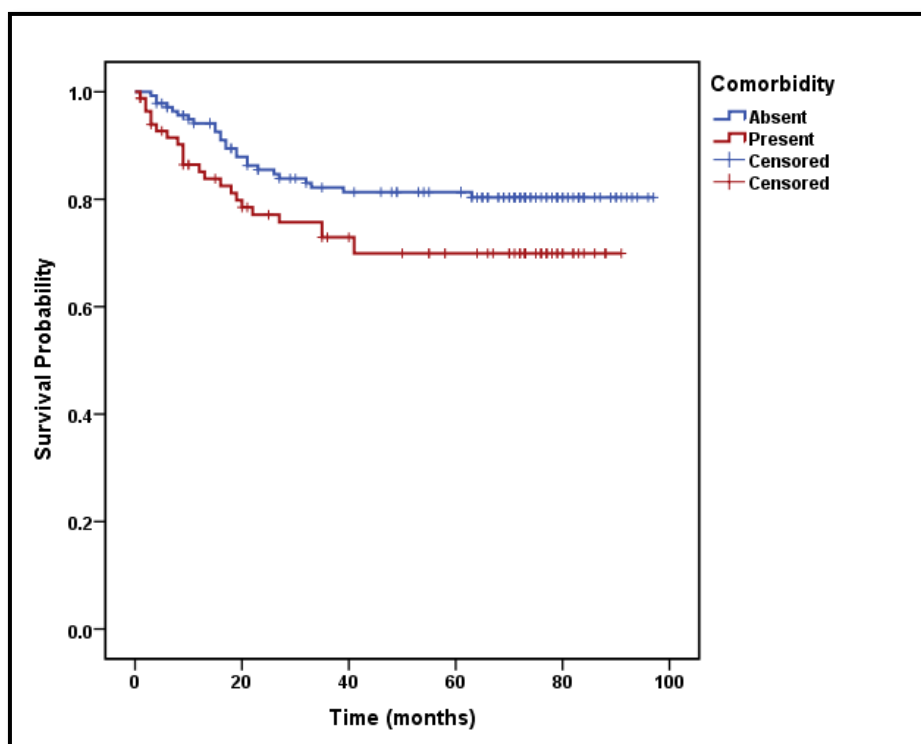 Comorbidity
Absent
Present
Censored
Censored
1.0
0.8
0.6
0.4
0.2
0.0
Survival Probability
0 20 40 60 80 100
Time (months)